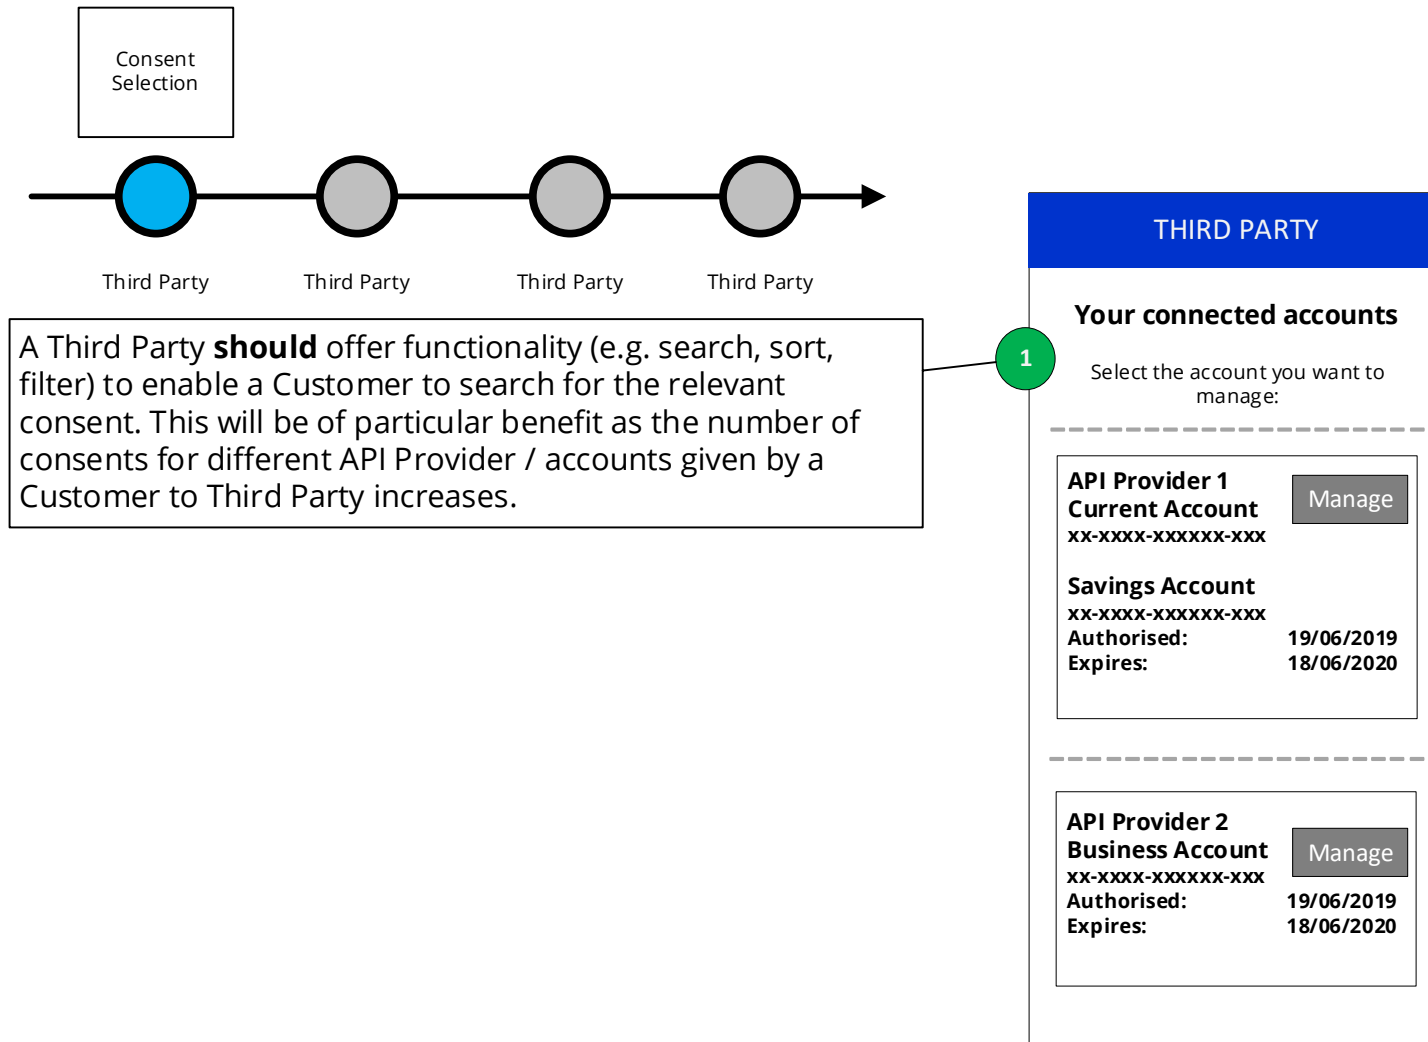 Consent
Selection
Third Party
Third Party
Third Party
Third Party
A Third Party should offer functionality (e.g. search, sort,
filter) to enable a Customer to search for the relevant
consent. This will be of particular benefit as the number of
consents for different API Provider / accounts given by a
Customer to Third Party increases.
1
THIRD PARTY
Your connected accounts
Select the account you want to
manage:
API Provider 1
Current Account
xx-xxxx-xxxxxx-xxx
Manage
Savings Account
xx-xxxx-xxxxxx-xxx
Authorised: 19/06/2019
Expires: 18/06/2020
API Provider 2
Business Account
xx-xxxx-xxxxxx-xxx
Manage
Authorised: 19/06/2019
Expires: 18/06/2020